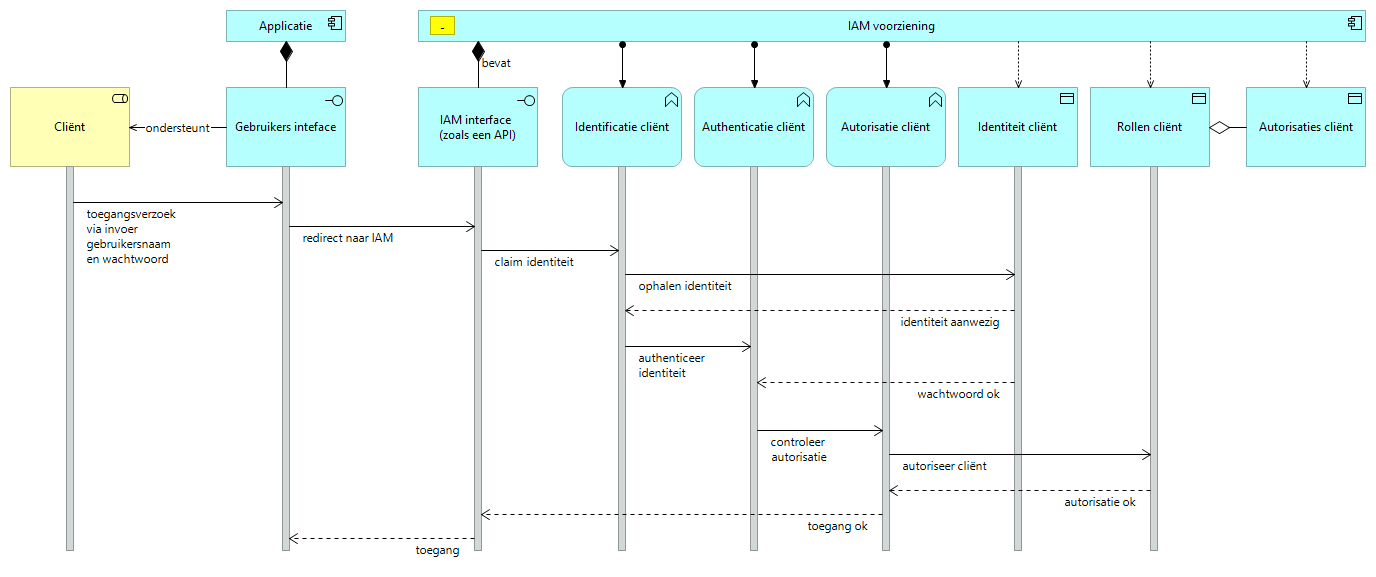 Applicatie
-
IAM voorziening
bevat
Cliënt
ondersteunt
Gebruikers inteface
IAM interface
(zoals een API)
Identificatie cliënt
Authenticatie cliënt
Autorisatie cliënt
Identiteit cliënt
Rollen cliënt
Autorisaties cliënt
toegangsverzoek
via invoer
gebruikersnaam
en wachtwoord
redirect naar IAM
claim identiteit
ophalen identiteit
identiteit aanwezig
authenticeer
identiteit
wachtwoord ok
controleer
autorisatie
autoriseer cliënt
autorisatie ok
toegang ok
toegang